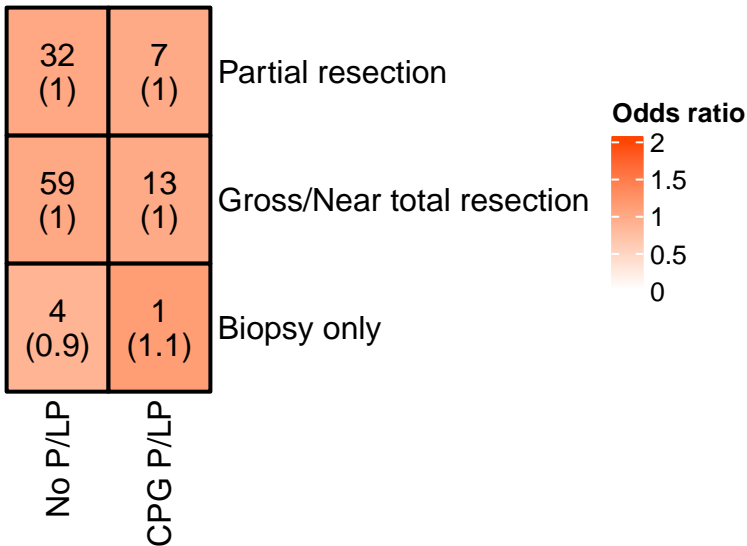 32
(1)
7
(1)
Partial resection
59
(1)
13
(1)
Gross/Near total resection
4
(0.9)
1
(1.1)
Biopsy only
No P/LP
CPG P/LP
Odds ratio
2
1.5
1
0.5
0